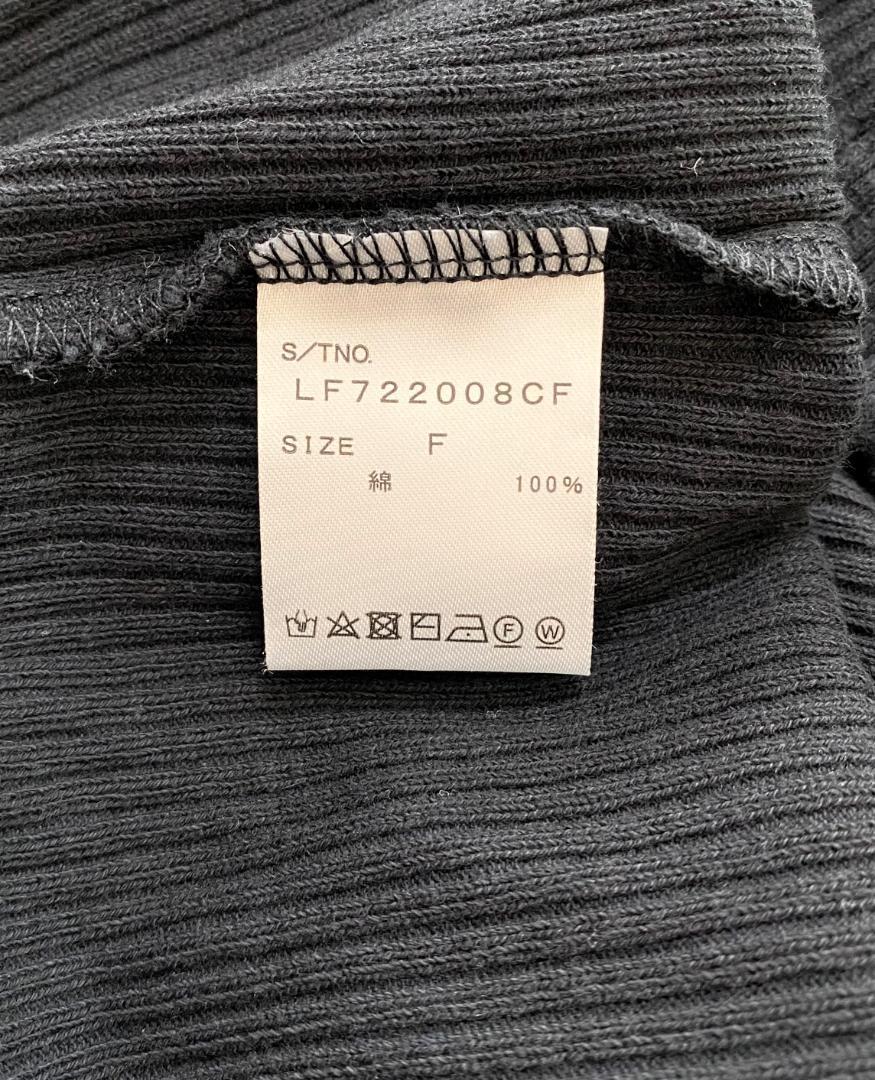 S/TNO.
LF722008CF
SIZE F
綿 100%
F W